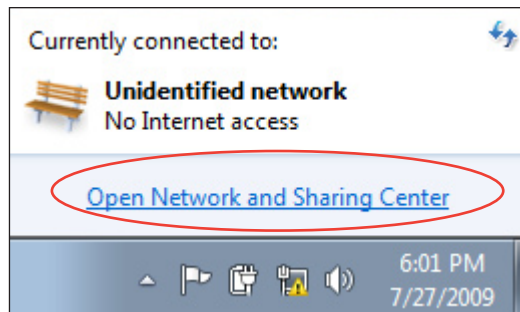 Currently connected to:
Unidentified network
No Internet access
Open Network and Sharing Center
6:01 PM
7/27/2009